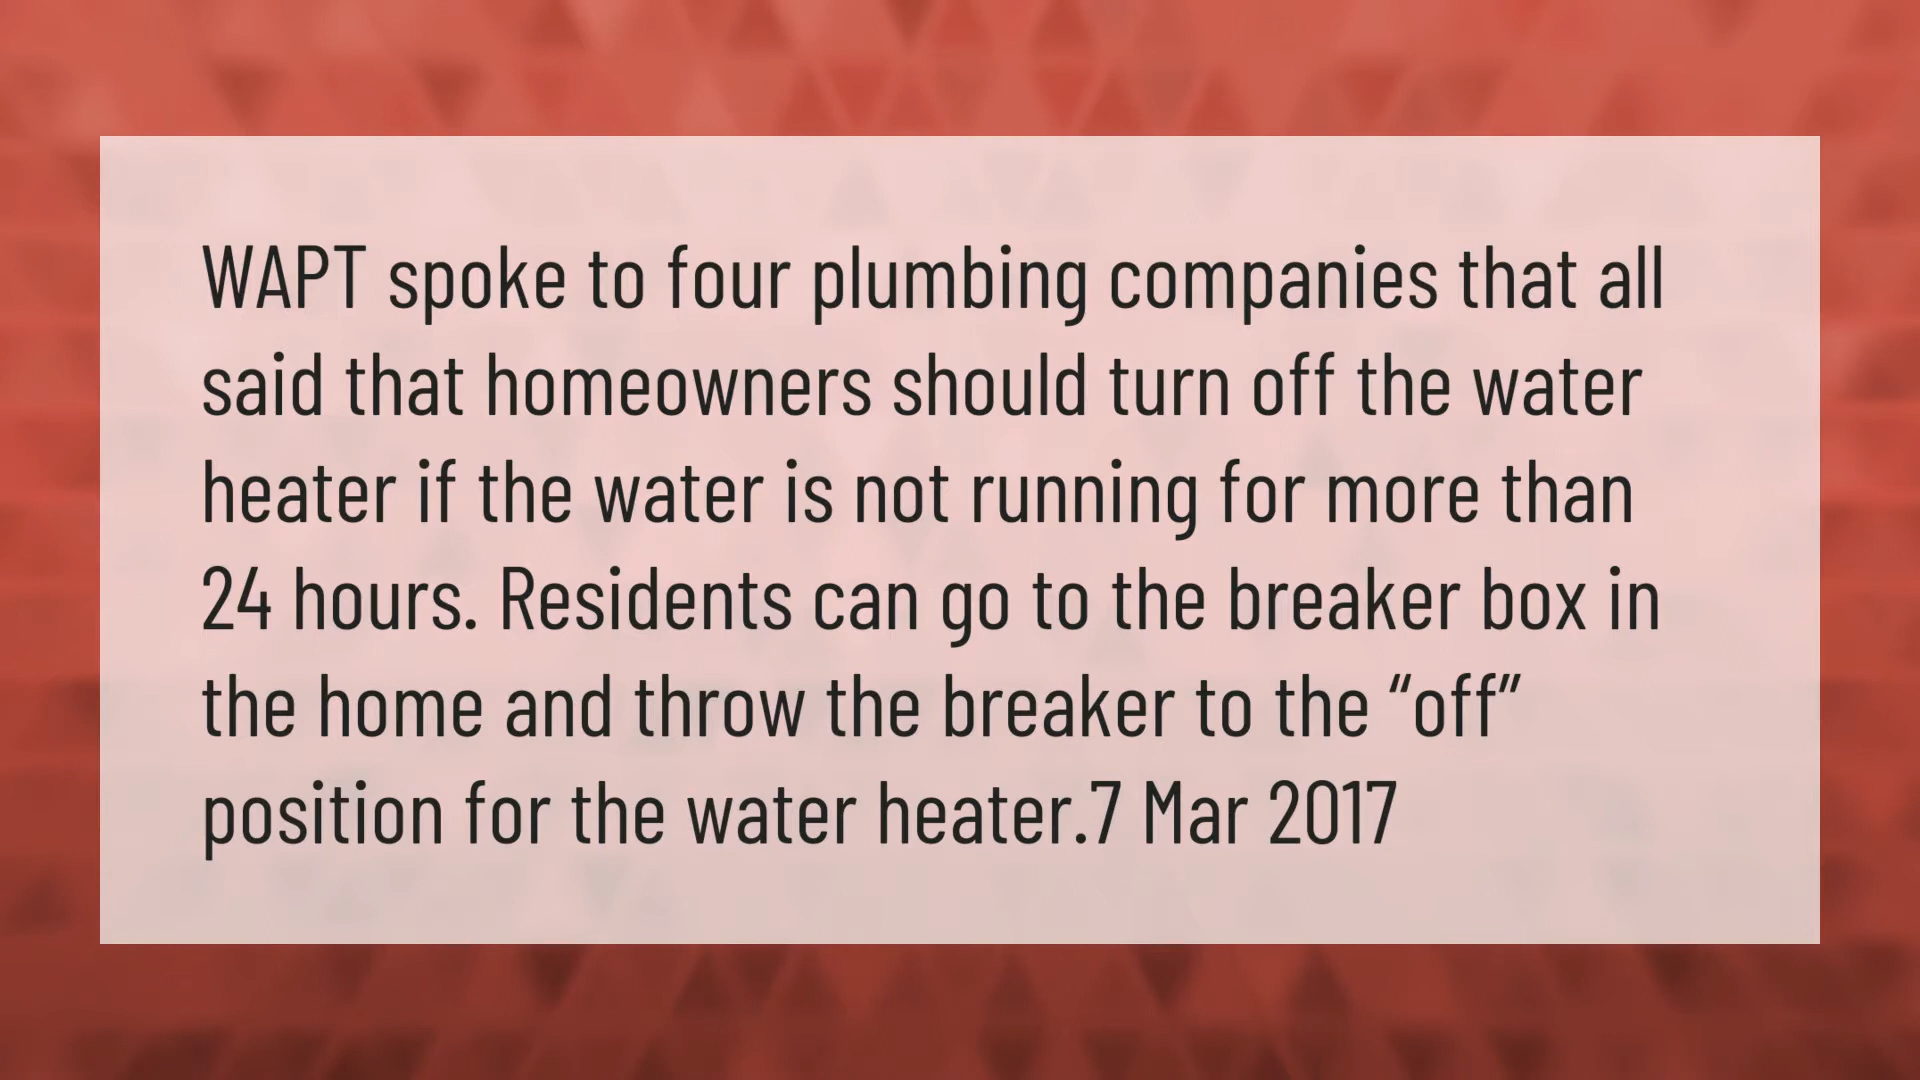 WAPT spoke to four plumbing companies that all
said that homeowners should turn off the water
heater if the water is not running for more than
24 hours. Residents can go to the breaker box in
the home and throw the breaker to the “off”
position for the water heater.7 Mar 2017